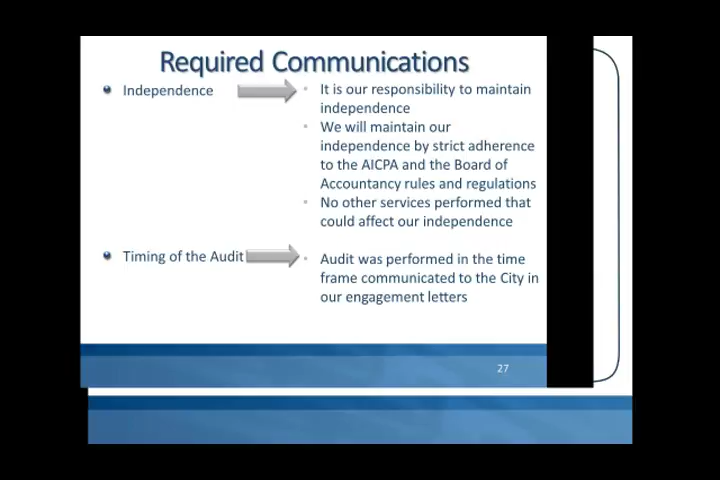 Required Communications
Independence
It is our responsibility to maintain
independence
We will maintain our
independence by strict adherence
to the AICPA and the Board of
Accountancy rules and regulations
No other services performed that
could affect our independence
Timing of the Audit
Audit was performed in the time
frame communicated to the City in
our engagement letters
27